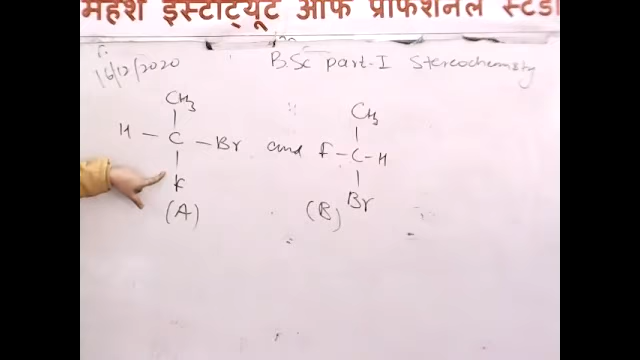 महेश इंस्टीट्यूट ऑफ प्रोफेशनल स्टडी
16/12/2020 B.Sc part-I Stereochemistry
CH3 CH3
H - C - Br and F - C - H
F Br
(A) (B)